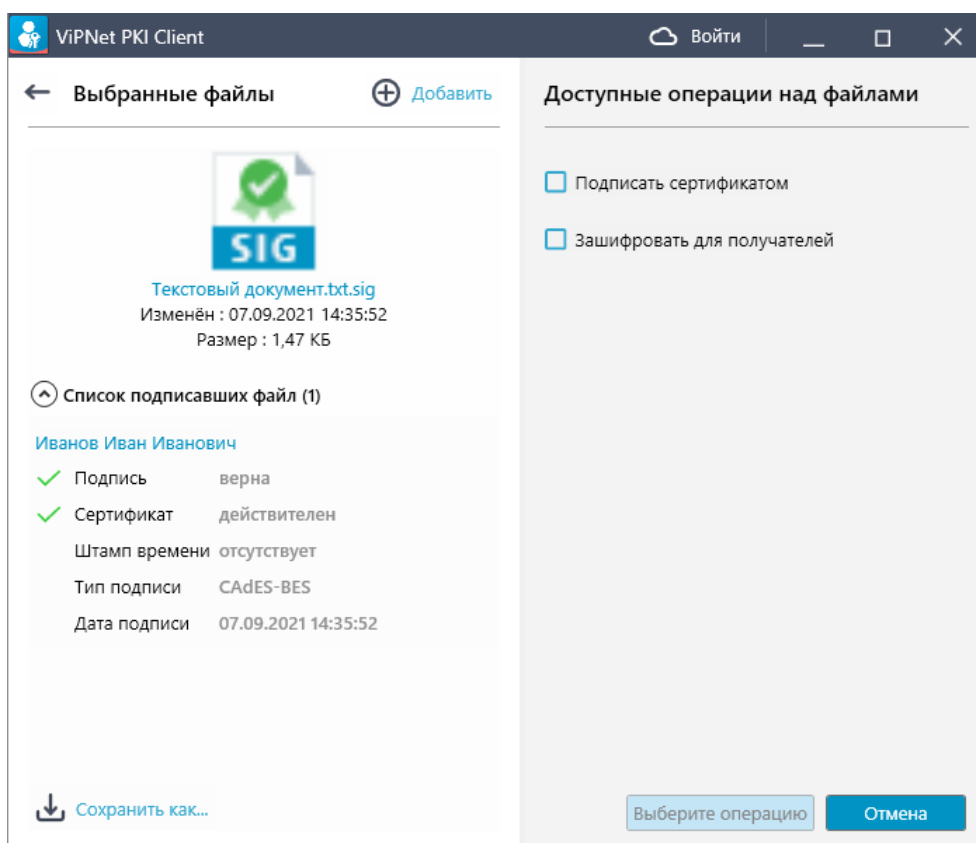 ViPNet PKI Client
Войти
Выбранные файлы
Добавить
SIG
Текстовый документ.txt.sig
Изменён : 07.09.2021 14:35:52
Размер : 1,47 КБ
Список подписавших файл (1)
Иванов Иван Иванович
Подпись верна
Сертификат действителен
Штамп времени отсутствует
Тип подписи CAdES-BES
Дата подписи 07.09.2021 14:35:52
Сохранить как...
Доступные операции над файлами
Подписать сертификатом
Зашифровать для получателей
Выберите операцию
Отмена